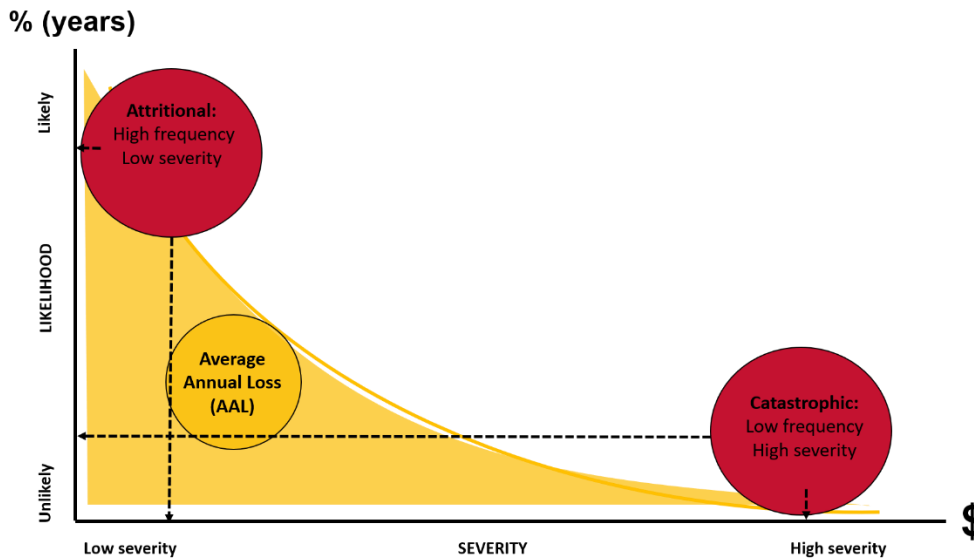 % (years)
Likely
LIKELIHOOD
Unlikely
Attritional:
High frequency
Low severity
Average
Annual Loss
(AAL)
Catastrophic:
Low frequency
High severity
$
Low severity
SEVERITY
High severity